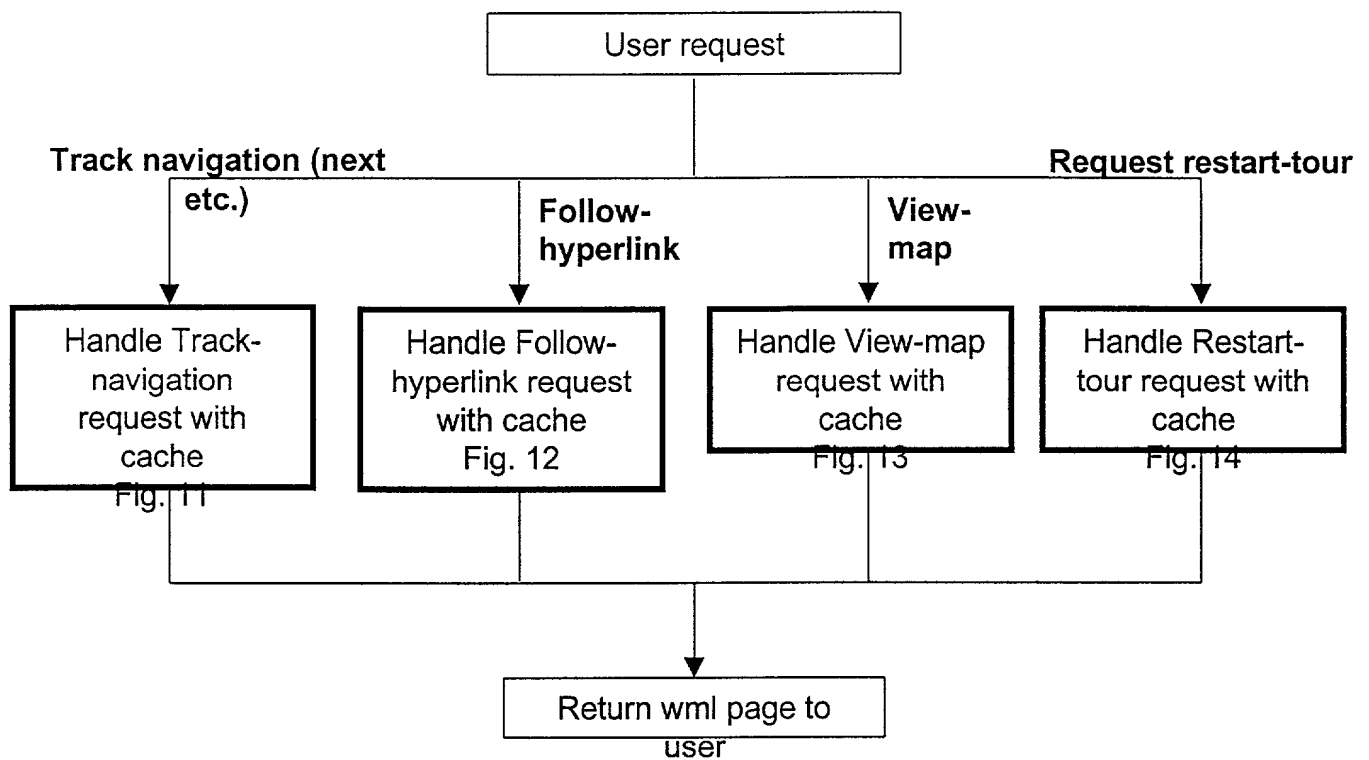 User request
Track navigation (next
etc.)
Follow-
hyperlink
View-
map
Request restart-tour
Handle Track-
navigation
request with
cache
Fig. 11
Handle Follow-
hyperlink request
with cache
Fig. 12
Handle View-map
request with
cache
Fig. 13
Handle Restart-
tour request with
cache
Fig. 14
Return wml page to
user